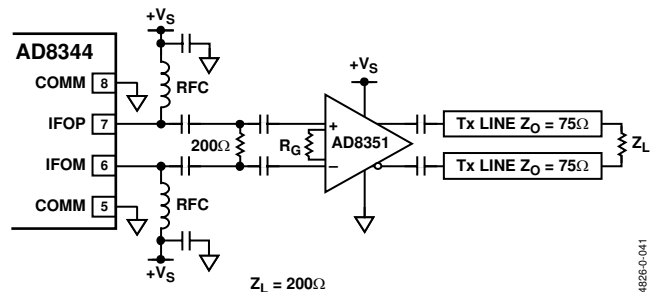 +VS
AD8344
COMM 8
RFC
+VS
IFOP 7
200Ω
RG
+
−
AD8351
Tx LINE ZO = 75Ω
ZL
IFOM 6
Tx LINE ZO = 75Ω
COMM 5
RFC
+VS
ZL = 200Ω
4826-0-041